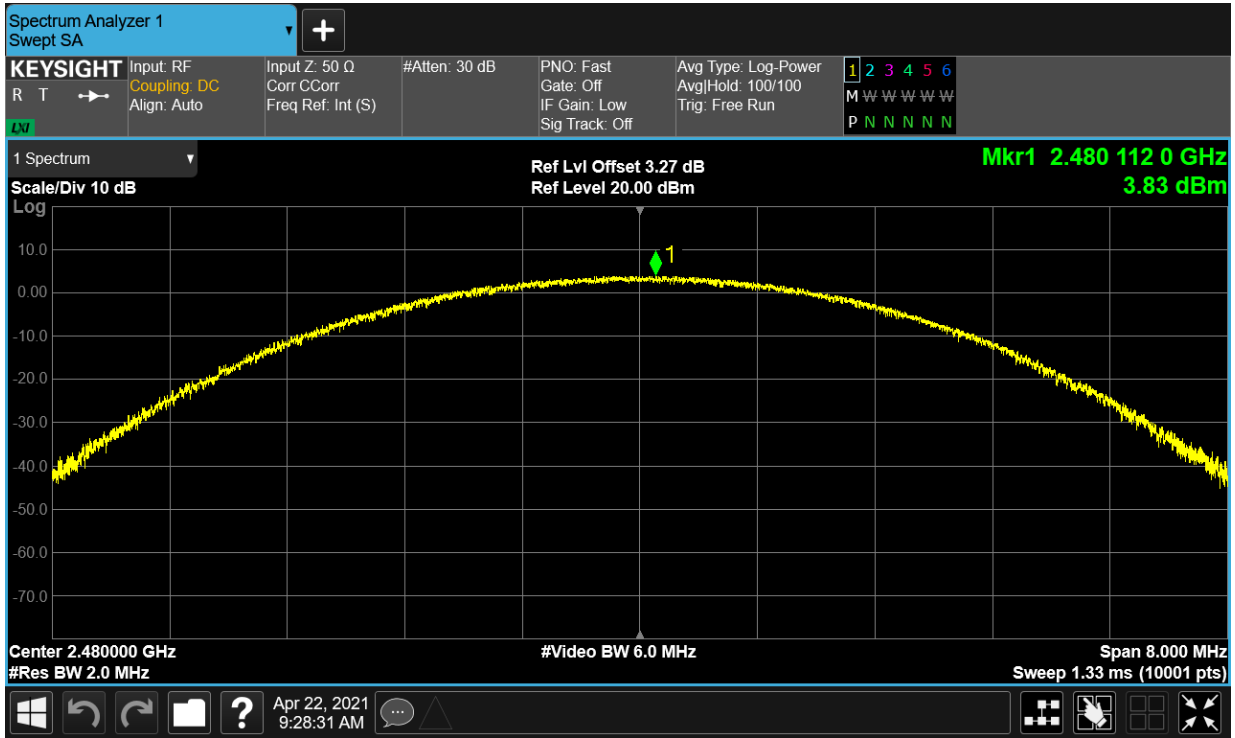 Spectrum Analyzer 1
Swept SA
KEYSIGHT
R T
LXI
Input: RF
Coupling: DC
Align: Auto
Input Z: 50 Ω
Corr CCorr
Freq Ref: Int (S)
#Atten: 30 dB
PNO: Fast
Gate: Off
IF Gain: Low
Sig Track: Off
Avg Type: Log-Power
Avg|Hold: 100/100
Trig: Free Run
1 2 3 4 5 6
M W W W W W
P N N N N N
1 Spectrum
Scale/Div 10 dB
Log
Ref Lvl Offset 3.27 dB
Ref Level 20.00 dBm
Mkr1 2.480 112 0 GHz
3.83 dBm
1
10.0
0.00
-10.0
-20.0
-30.0
-40.0
-50.0
-60.0
-70.0
Center 2.480000 GHz
#Res BW 2.0 MHz
#Video BW 6.0 MHz
Span 8.000 MHz
Sweep 1.33 ms (10001 pts)
?
Apr 22, 2021
9:28:31 AM